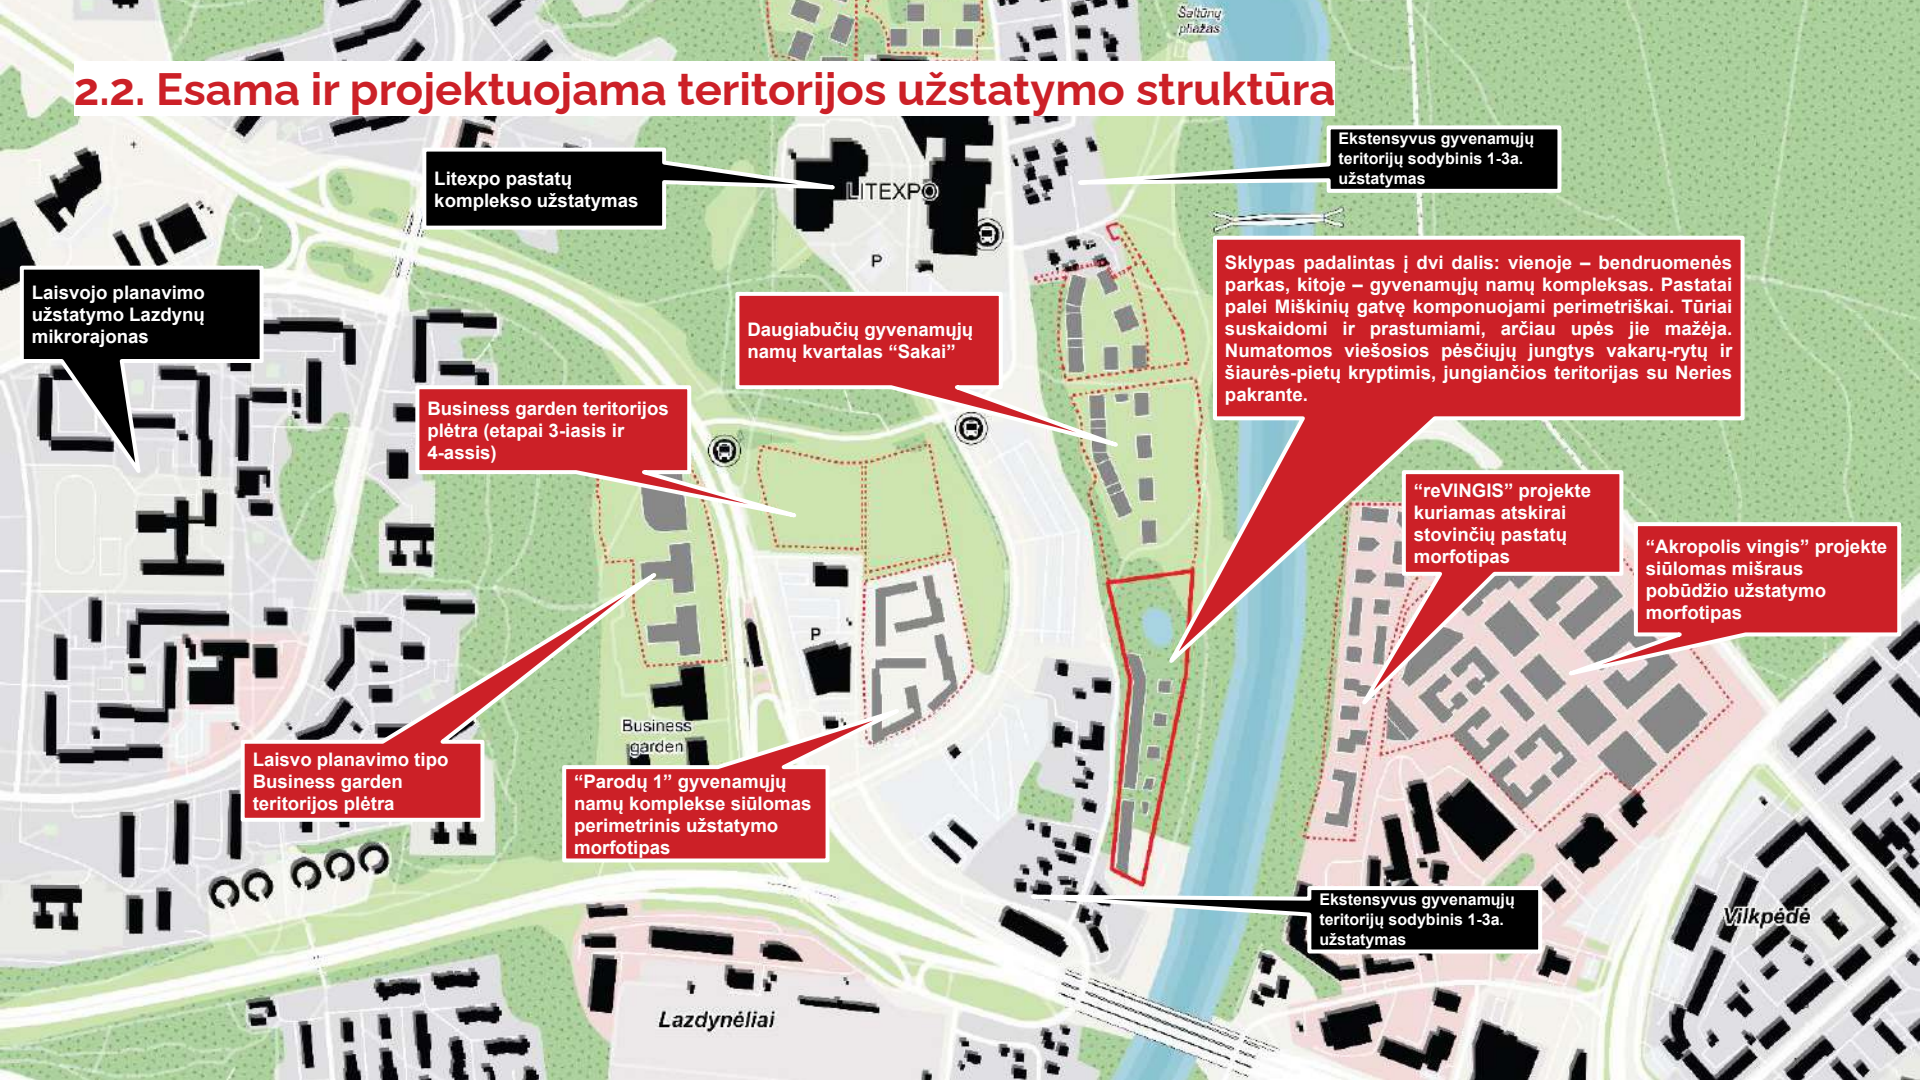 Šaltūnų
pliažas
2.2. Esama ir projektuojama teritorijos užstatymo struktūra
Litexpo pastatų
komplekso užstatymas
LITEXPO
P
Ekstensyvus gyvenamųjų
teritorijų sodybinis 1-3a.
užstatymas
Laisvojo planavimo
užstatymo Lazdynų
mikrorajonas
Sklypas padalintas į dvi dalis: vienoje – bendruomenės
parkas, kitoje – gyvenamųjų namų kompleksas. Pastatai
palei Miškinių gatvę komponuojami perimetriškai. Tūriai
suskaidomi ir prastumiami, arčiau upės jie mažėja.
Numatomos viešosios pėsčiųjų jungtys vakarų-rytų ir
šiaurės-pietų kryptimis, jungiančios teritorijas su Neries
pakrante.
Daugiabučių gyvenamųjų
namų kvartalas “Sakai”
Business garden teritorijos
plėtra (etapai 3-iasis ir
4-assis)
“reVINGIS” projekte
kuriamas atskirai
stovinčių pastatų
morfotipas
“Akropolis vingis” projekte
siūlomas mišraus
pobūdžio užstatymo
morfotipas
P
Business
garden
Laisvo planavimo tipo
Business garden
teritorijos plėtra
“Parodų 1” gyvenamųjų
namų komplekse siūlomas
perimetrinis užstatymo
morfotipas
Ekstensyvus gyvenamųjų
teritorijų sodybinis 1-3a.
užstatymas
Vilkpėdė
Lazdynėliai